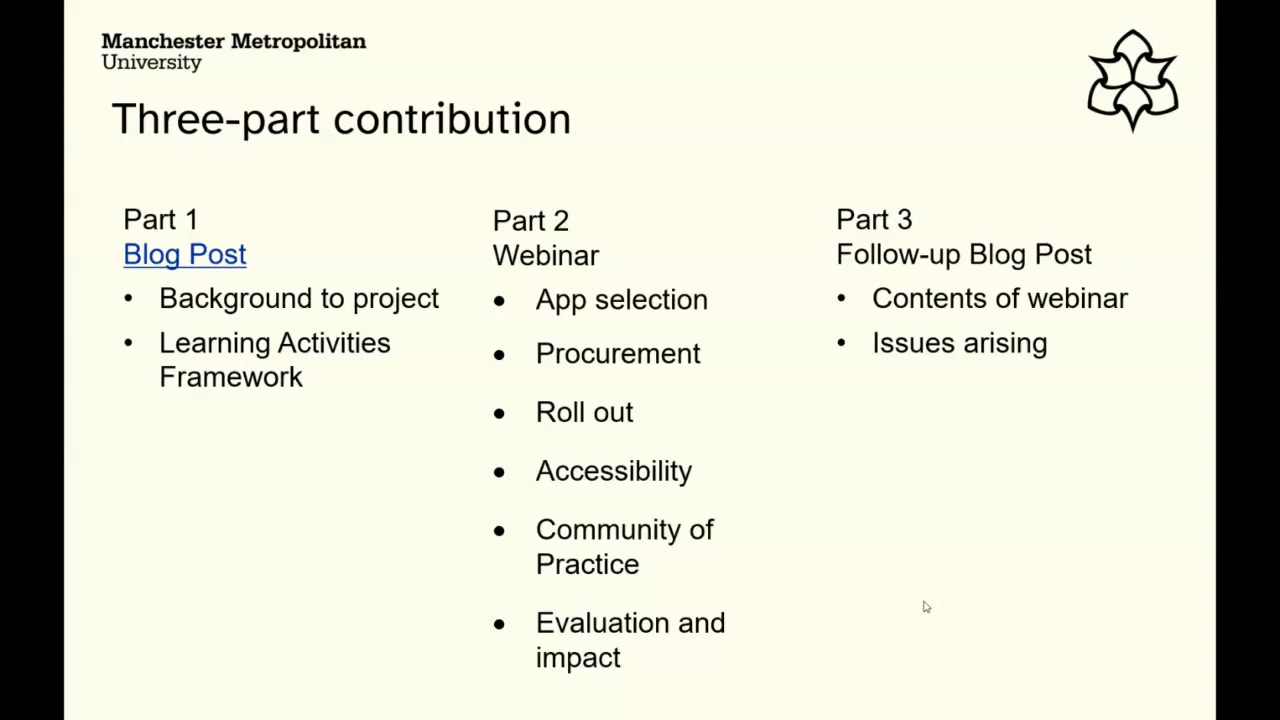 Manchester Metropolitan
University
Three-part contribution
Part 1
Blog Post
• Background to project
• Learning Activities
Framework
Part 2
Webinar
• App selection
• Procurement
• Roll out
• Accessibility
• Community of
Practice
• Evaluation and
impact
Part 3
Follow-up Blog Post
• Contents of webinar
• Issues arising